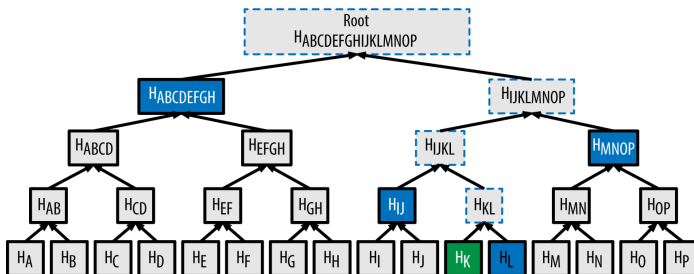 Root
HABCDEFGHIJKLMNOP
HABCDEFGH HIJKLMNOP
HABCD HEFGH HIJKL HMNOP
HAB HCD HEF HGH HIJ HKL HMN HOP
HA HB HC HD HE HF HG HH HI HJ HK HL HM HN HO HP